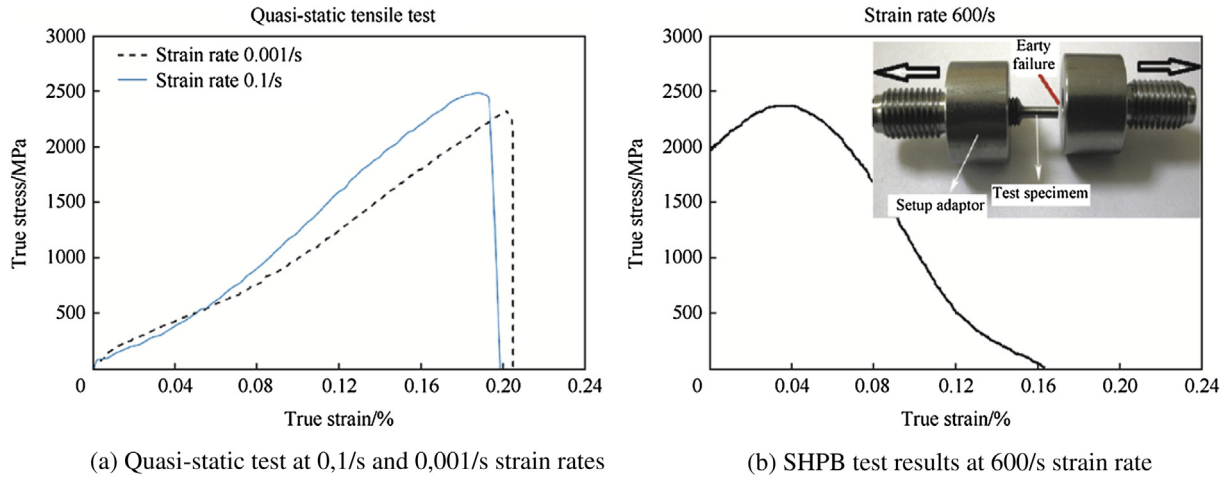 Quasi-static tensile test
3000
2500
2000
1500
1000
500
0
0.04
0.08
0.12
0.16
0.20
0.24
True stress/MPa
True strain/%
Strain rate 0.001/s
Strain rate 0.1/s
(a) Quasi-static test at 0,1/s and 0,001/s strain rates
Strain rate 600/s
3000
2500
2000
1500
1000
500
0
0.04
0.08
0.12
0.16
0.20
0.24
True stress/MPa
True strain/%
Earty
failure
Setup adaptor
Test specimem
(b) SHPB test results at 600/s strain rate